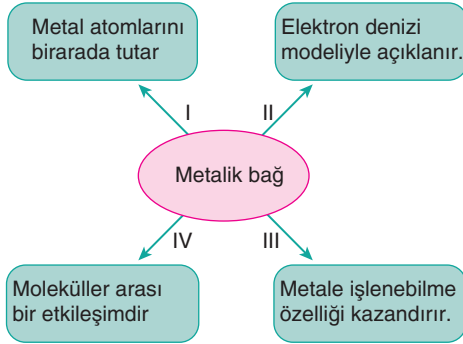 Metal atomlarını
birarada tutar
Elektron denizi
modeliyle açıklanır.
I
II
Metalik bağ
IV
III
Moleküller arası
bir etkileşimdir
Metale işlenebilme
özelliği kazandırır.